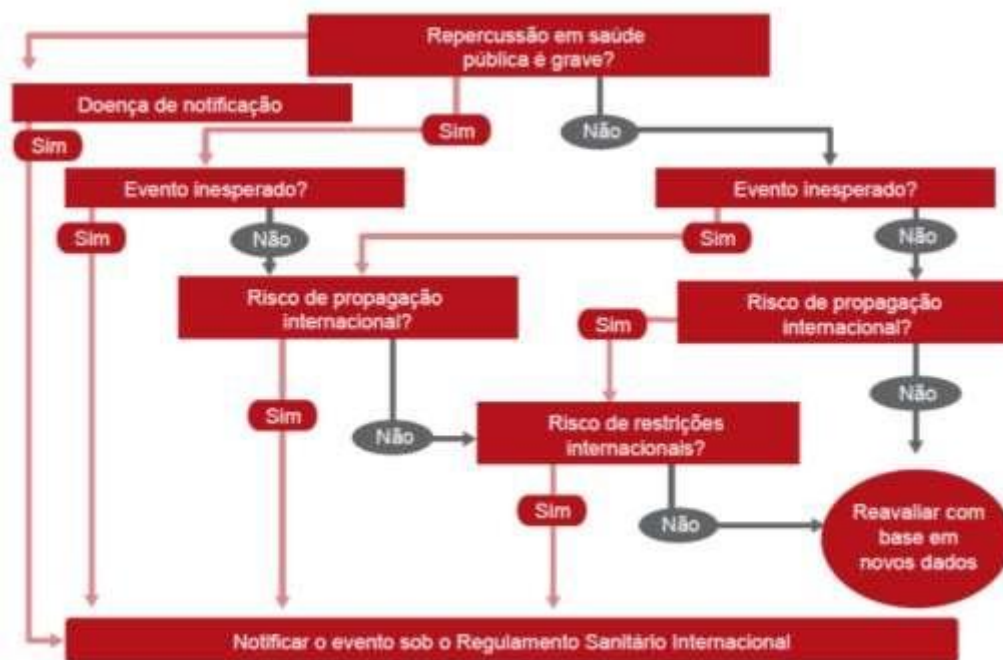 Repercussão em saúde
pública é grave?
Doença de notificação
Sim
Sim
Não
Evento inesperado?
Evento inesperado?
Sim
Não
Sim
Não
Risco de propagação
internacional?
Risco de propagação
internacional?
Sim
Sim
Não
Não
Risco de restrições
internacionais?
Sim
Não
Reavaliar com
base em
novos dados
Notificar o evento sob o Regulamento Sanitário Internacional